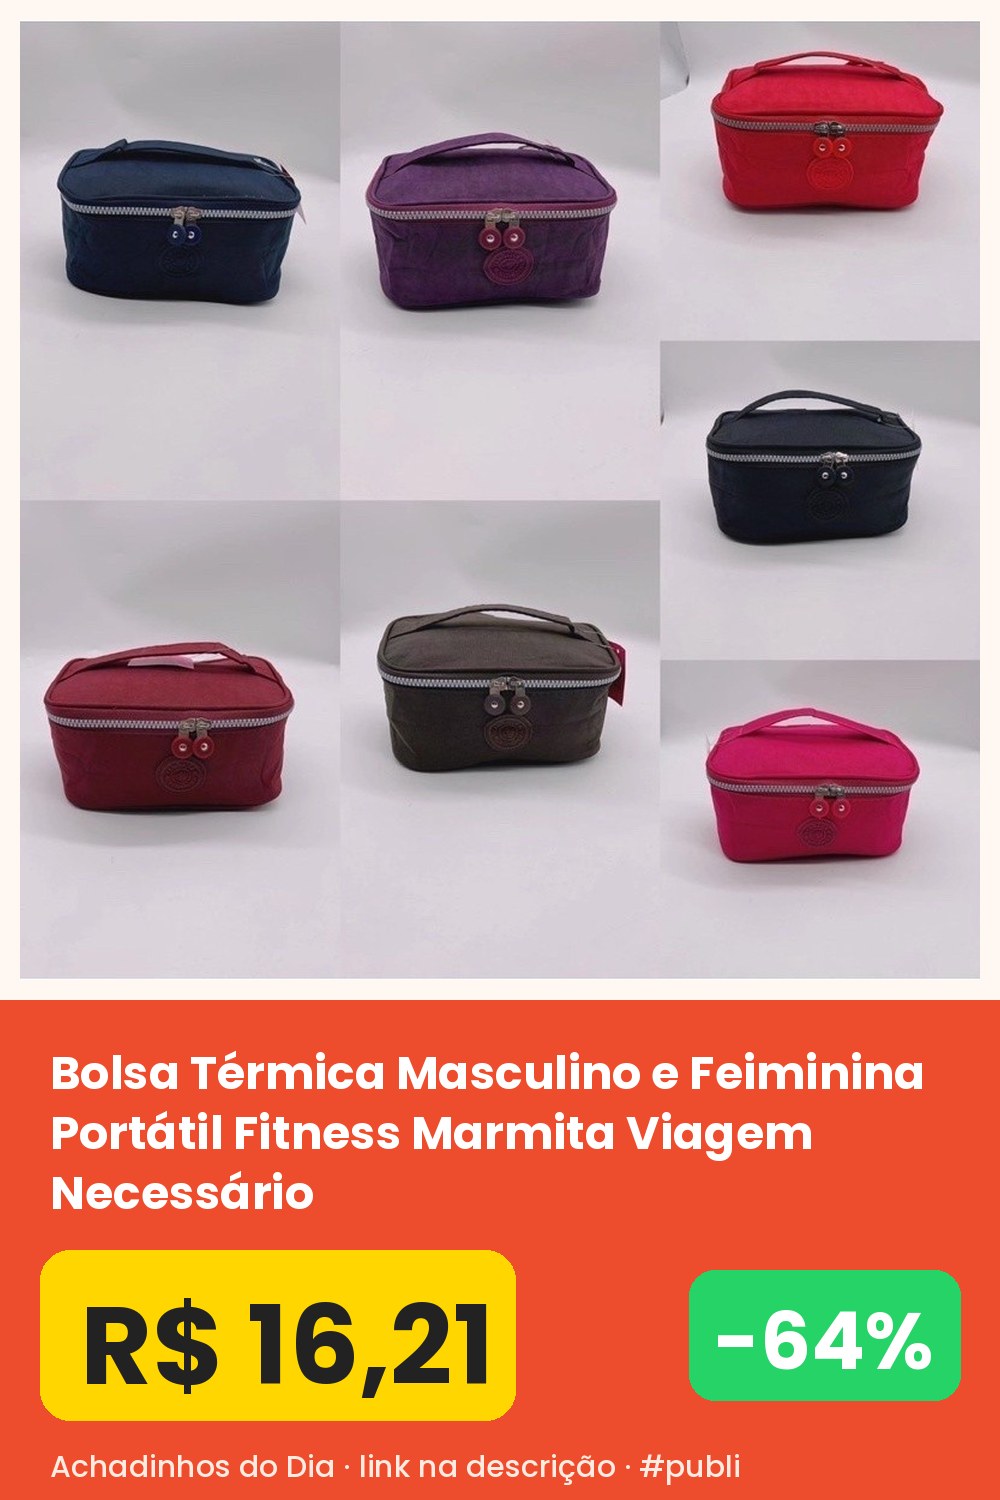 Bolsa Térmica Masculino e Feiminina
Portátil Fitness Marmita Viagem
Necessário
R$ 16,21
-64%
Achadinhos do Dia · link na descrição · #publi